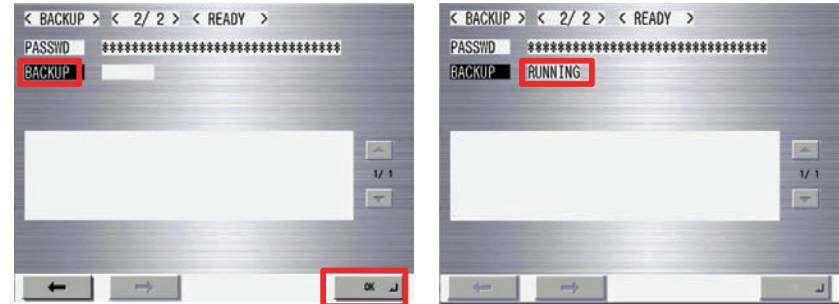 < BACKUP > < 2/ 2 > < READY >
PASSWD ********************************
BACKUP
1/ 1
OK
< BACKUP > < 2/ 2 > < READY >
PASSWD ********************************
BACKUP RUNNING
1/ 1